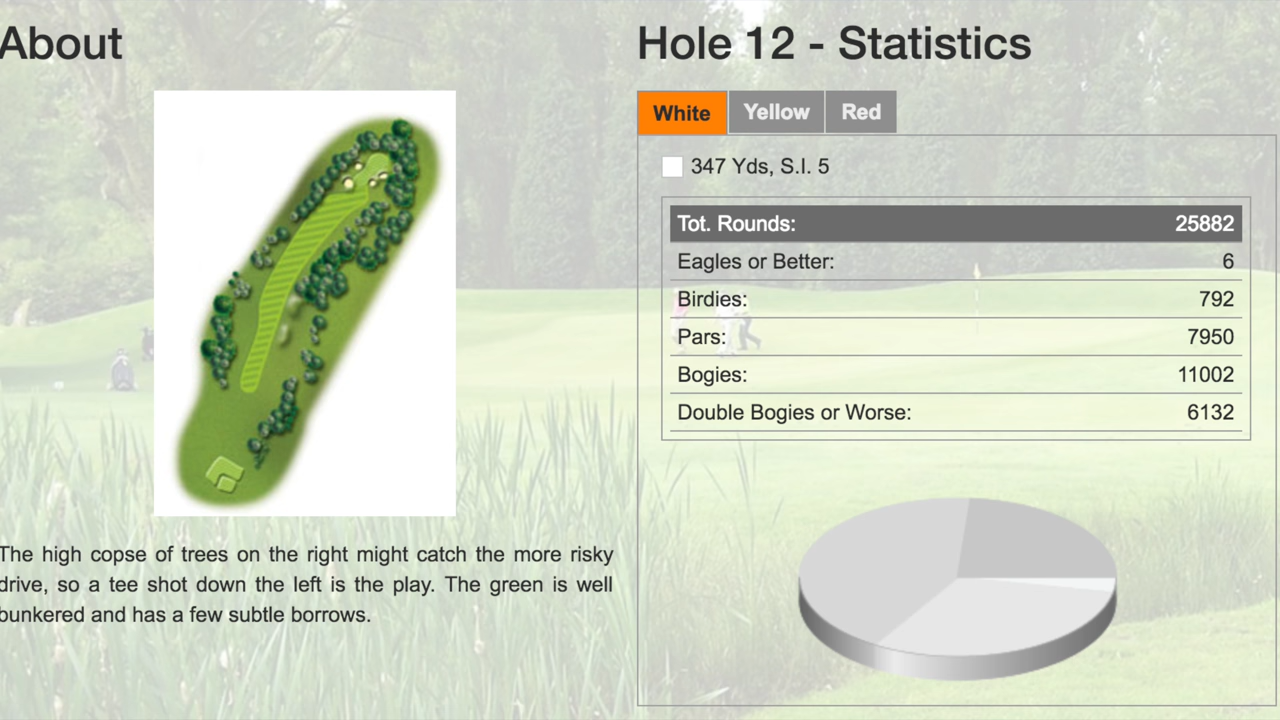 About
The high copse of trees on the right might catch the more risky
drive, so a tee shot down the left is the play. The green is well
bunkered and has a few subtle borrows.
Hole 12 - Statistics
White Yellow Red
347 Yds, S.I. 5
Tot. Rounds: 25882
Eagles or Better: 6
Birdies: 792
Pars: 7950
Bogies: 11002
Double Bogies or Worse: 6132